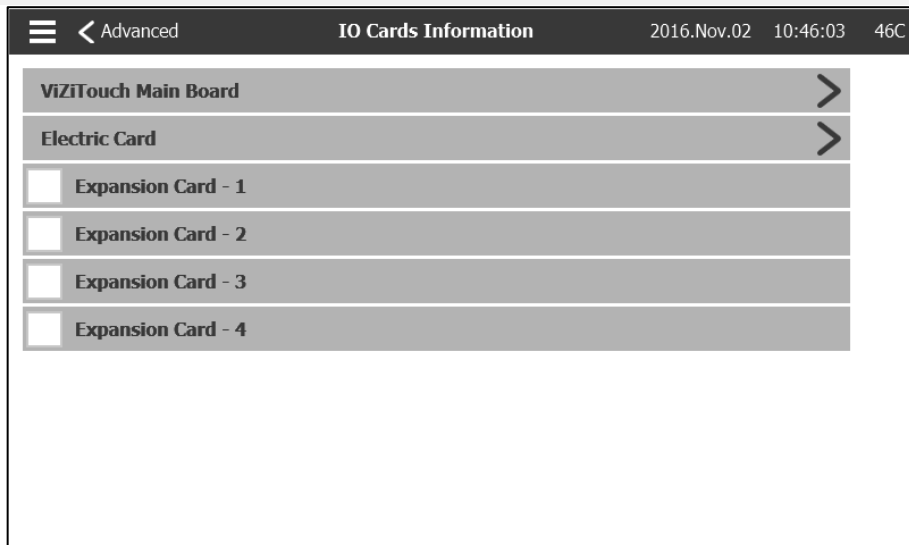 Advanced IO Cards Information 2016.Nov.02 10:46:03 46C
ViZiTouch Main Board
Electric Card
Expansion Card - 1
Expansion Card - 2
Expansion Card - 3
Expansion Card - 4